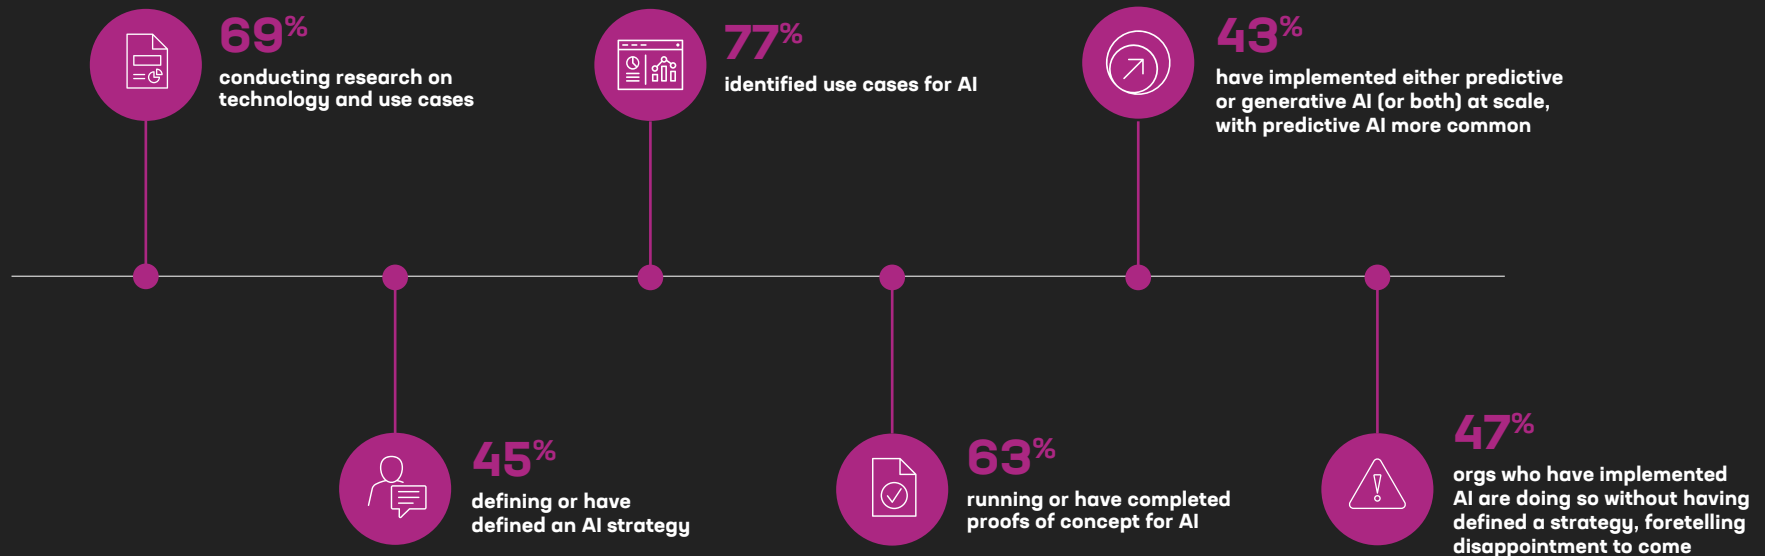 69%
conducting research on
technology and use cases
45%
defining or have
defined an AI strategy
77%
identified use cases for AI
63%
running or have completed
proofs of concept for AI
43%
have implemented either predictive
or generative AI (or both) at scale,
with predictive AI more common
47%
orgs who have implemented
AI are doing so without having
defined a strategy, foretelling
disappointment to come